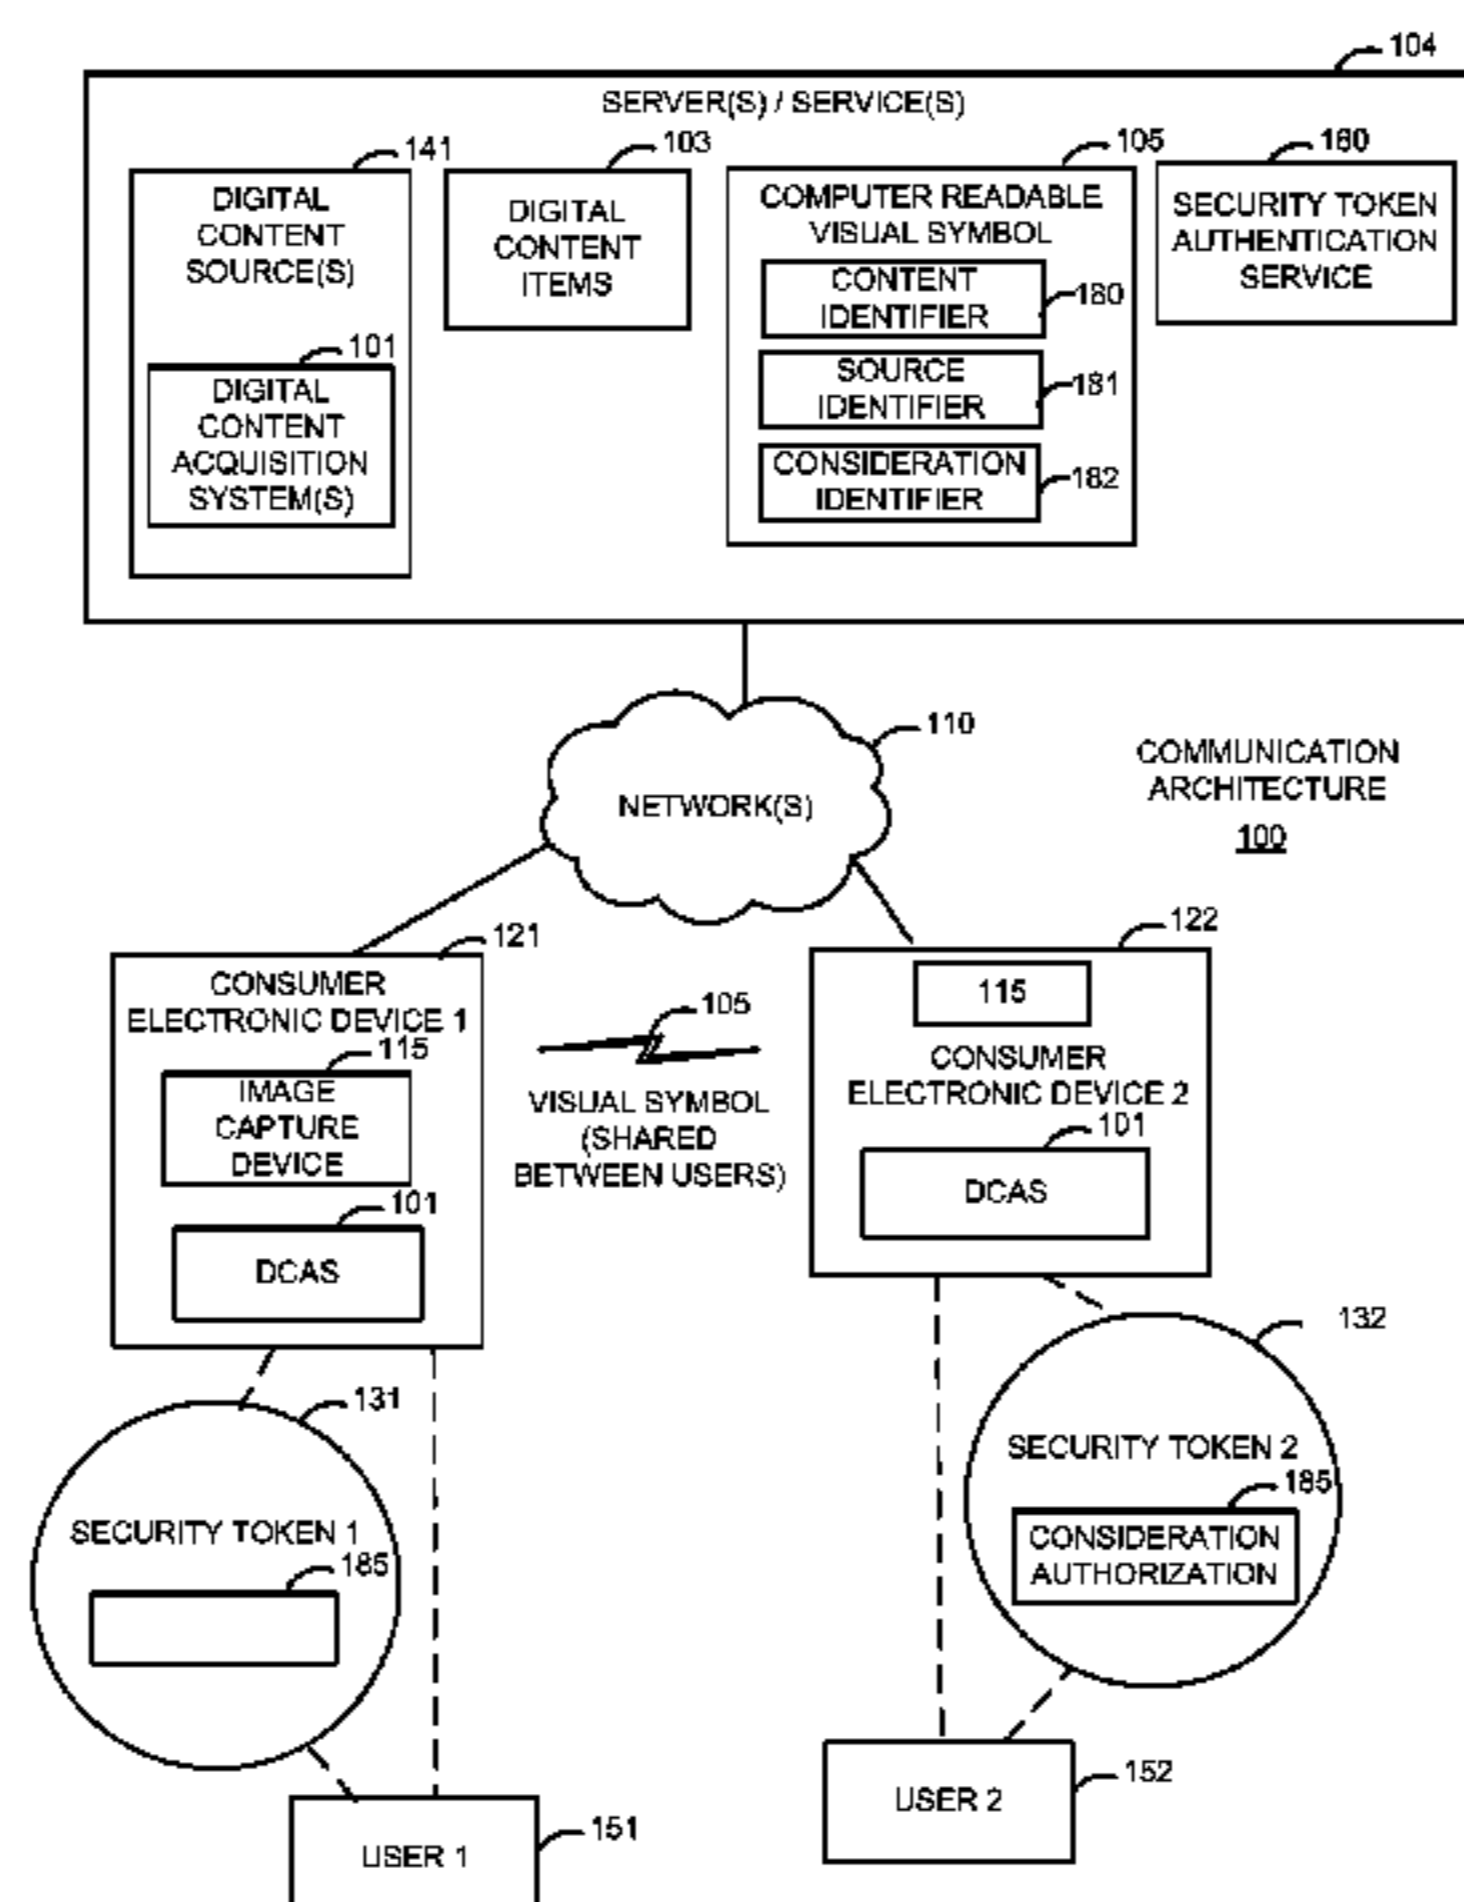 104
SERVER(S) / SERVICE(S)
141
DIGITAL
CONTENT
SOURCE(S)
101
DIGITAL
CONTENT
ACQUISITION
SYSTEM(S)
103
DIGITAL
CONTENT
ITEMS
105
COMPUTER READABLE
VISUAL SYMBOL
CONTENT
IDENTIFIER
180
SOURCE
IDENTIFIER
181
CONSIDERATION
IDENTIFIER
182
160
SECURITY TOKEN
AUTHENTICATION
SERVICE
110
NETWORK(S)
COMMUNICATION
ARCHITECTURE
100
121
CONSUMER
ELECTRONIC DEVICE 1
115
IMAGE
CAPTURE
DEVICE
101
DCAS
105
VISUAL SYMBOL
(SHARED
BETWEEN USERS)
122
115
CONSUMER
ELECTRONIC DEVICE 2
101
DCAS
131
SECURITY TOKEN 1
185
132
SECURITY TOKEN 2
185
CONSIDERATION
AUTHORIZATION
USER 1
151
USER 2
152